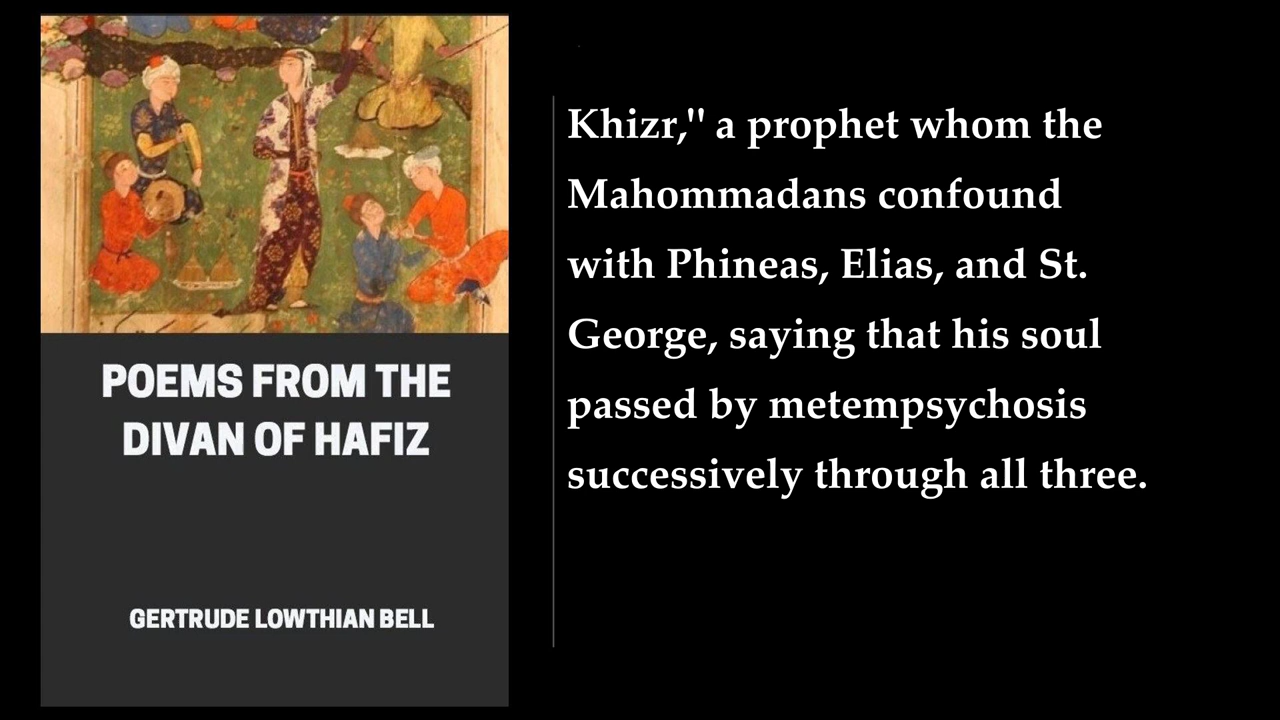 POEMS FROM THE
DIVAN OF HAFIZ
GERTRUDE LOWTHIAN BELL
Khizr," a prophet whom the
Mahommadans confound
with Phineas, Elias, and St.
George, saying that his soul
passed by metempsychosis
successively through all three.